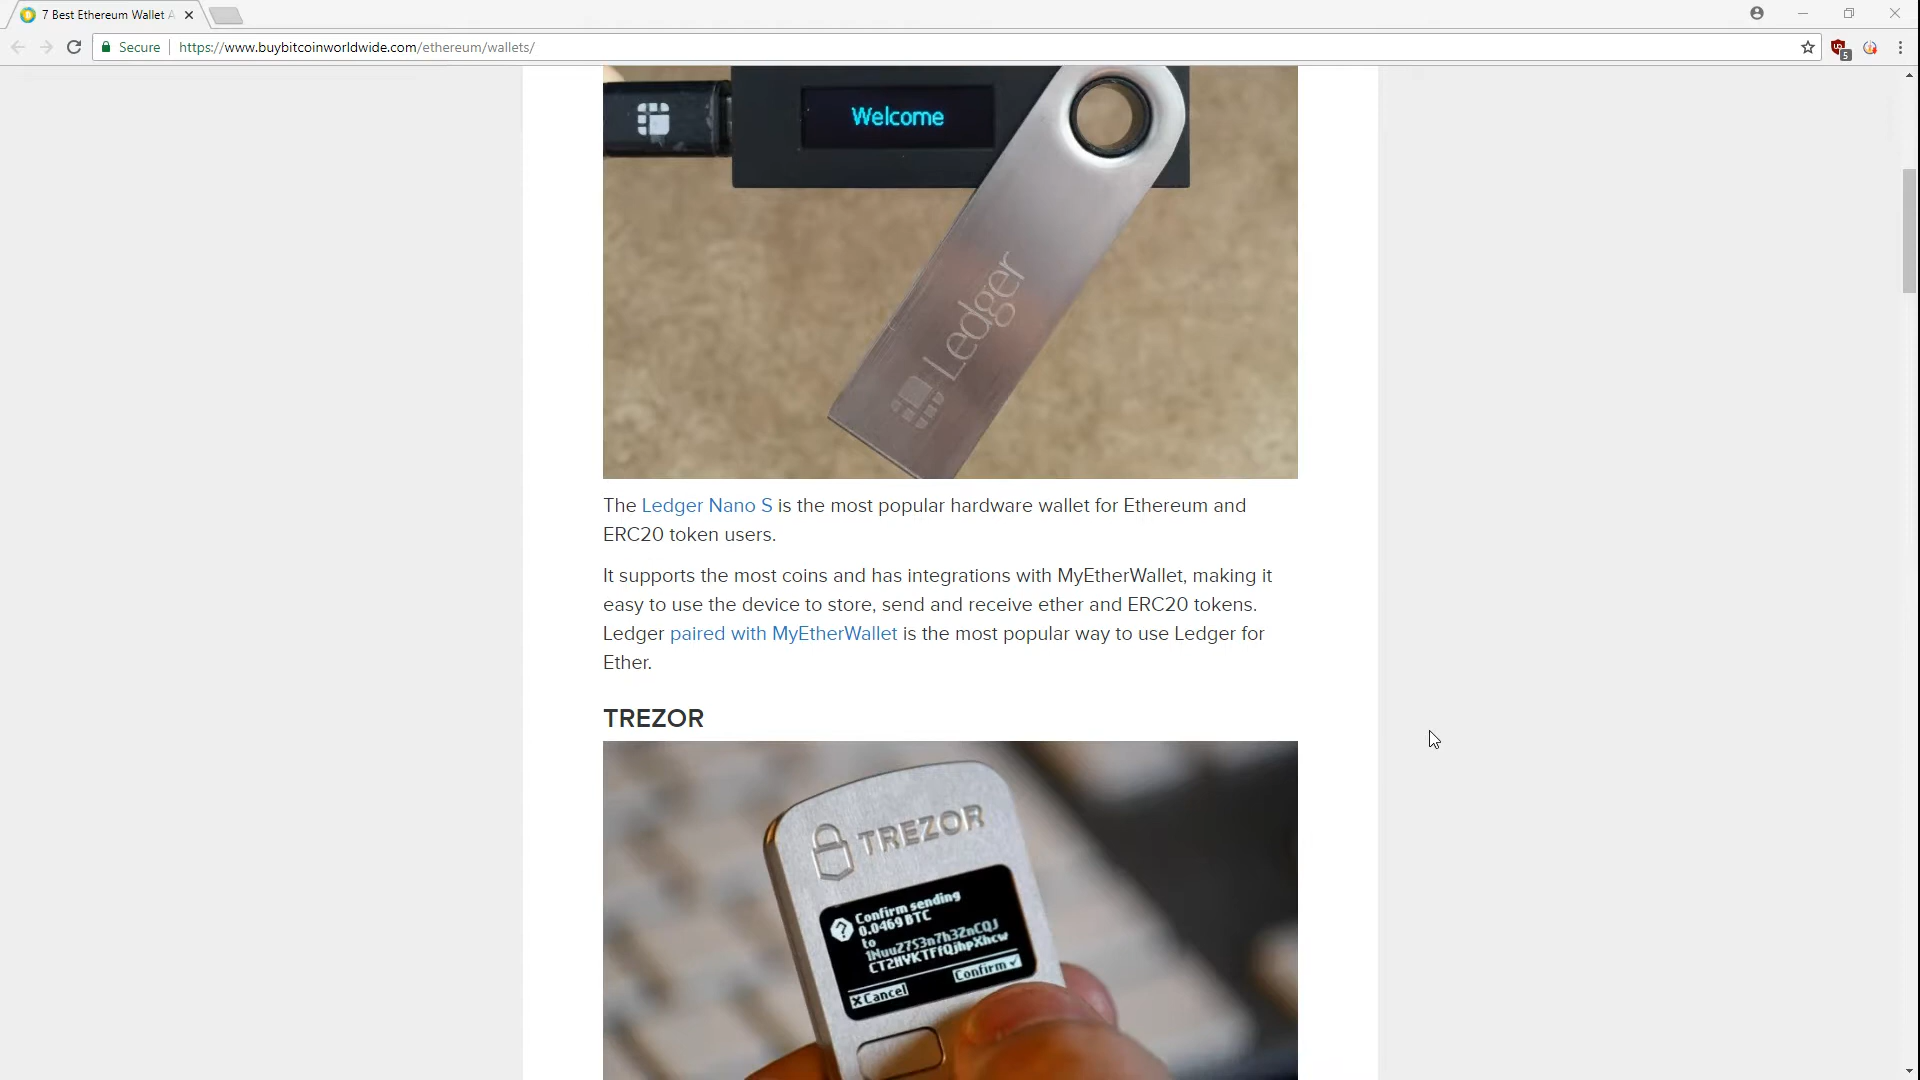 7 Best Ethereum Wallet A
Secure
https://www.buybitcoinworldwide.com/ethereum/wallets/
5
Welcome
Ledger
The Ledger Nano S is the most popular hardware wallet for Ethereum and
ERC20 token users.
It supports the most coins and has integrations with MyEtherWallet, making it
easy to use the device to store, send and receive ether and ERC20 tokens.
Ledger paired with MyEtherWallet is the most popular way to use Ledger for
Ether.
TREZOR
TREZOR
Confirm sending
0.0469 BTC
to
Cancel
Confirm